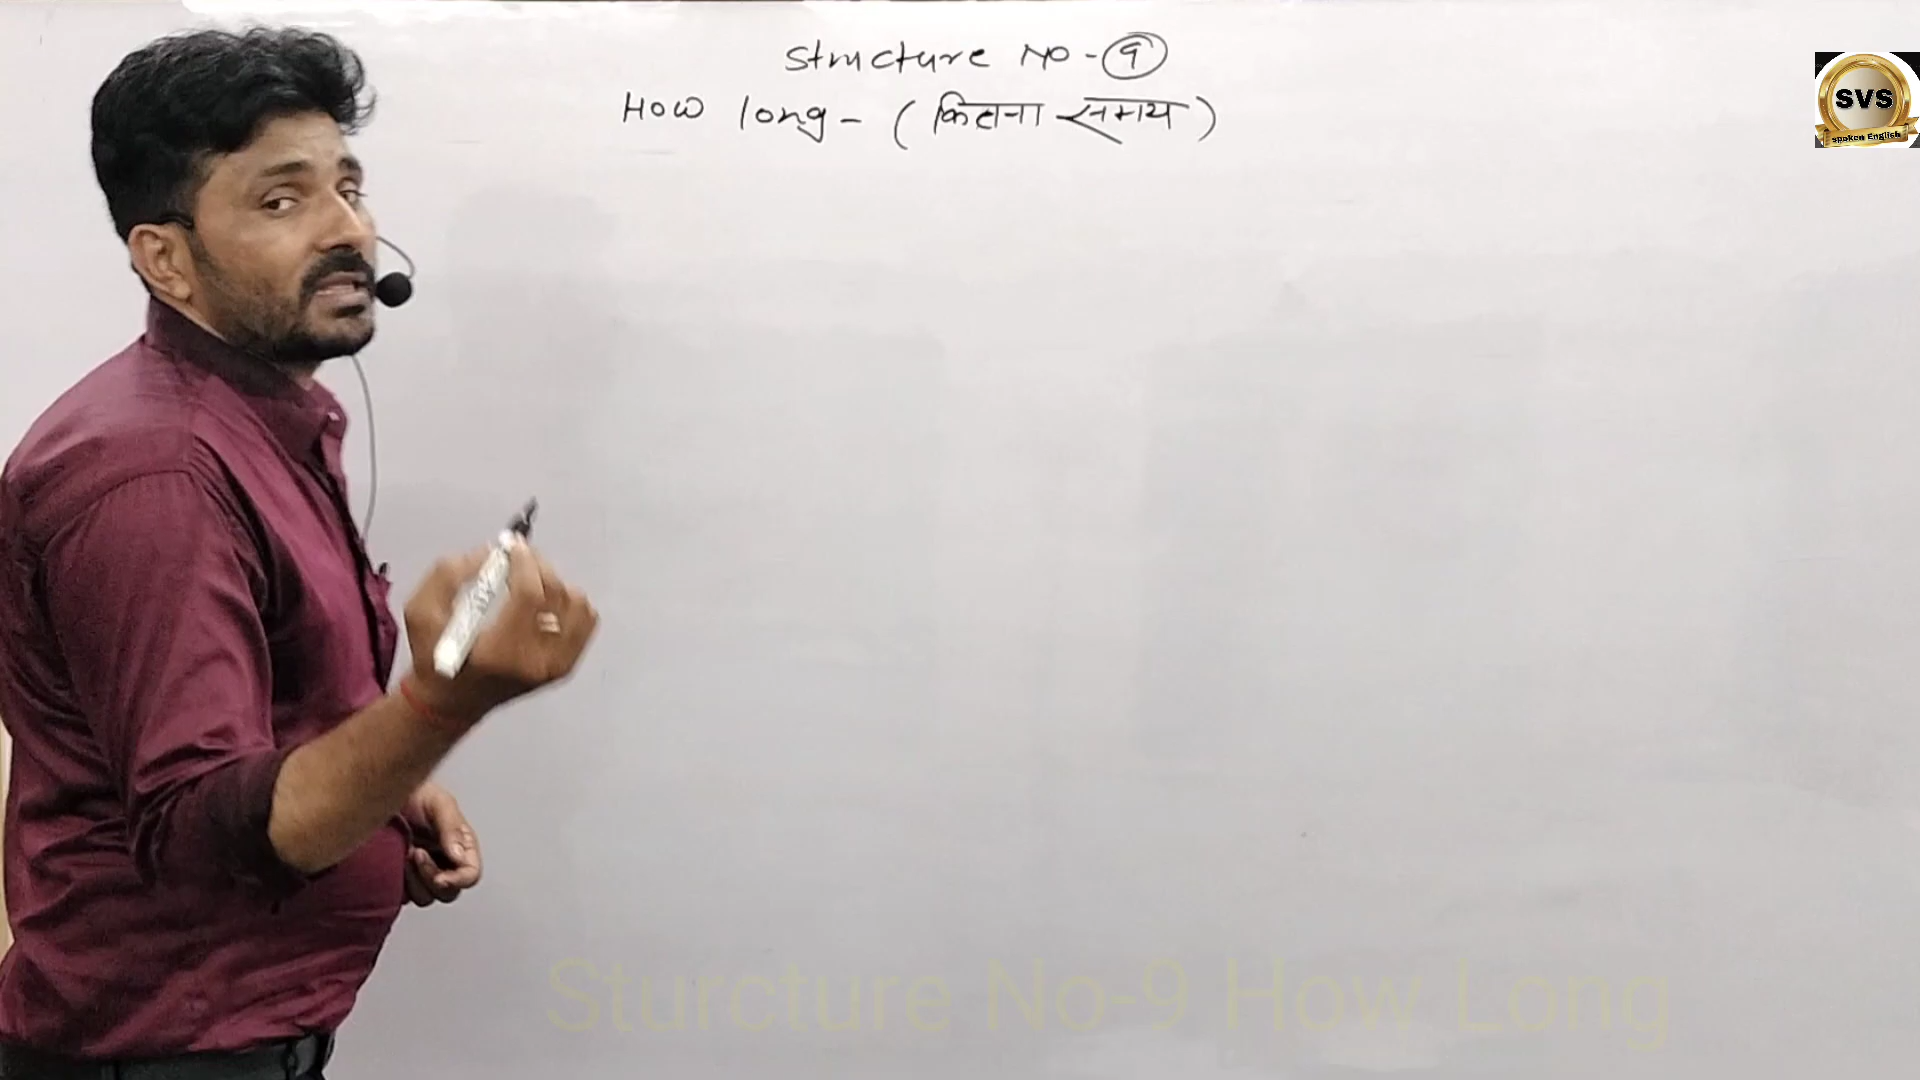 Structure No-9
How long - (कितना समय)
SVS
spoken English
Sturcture No-9 How Long